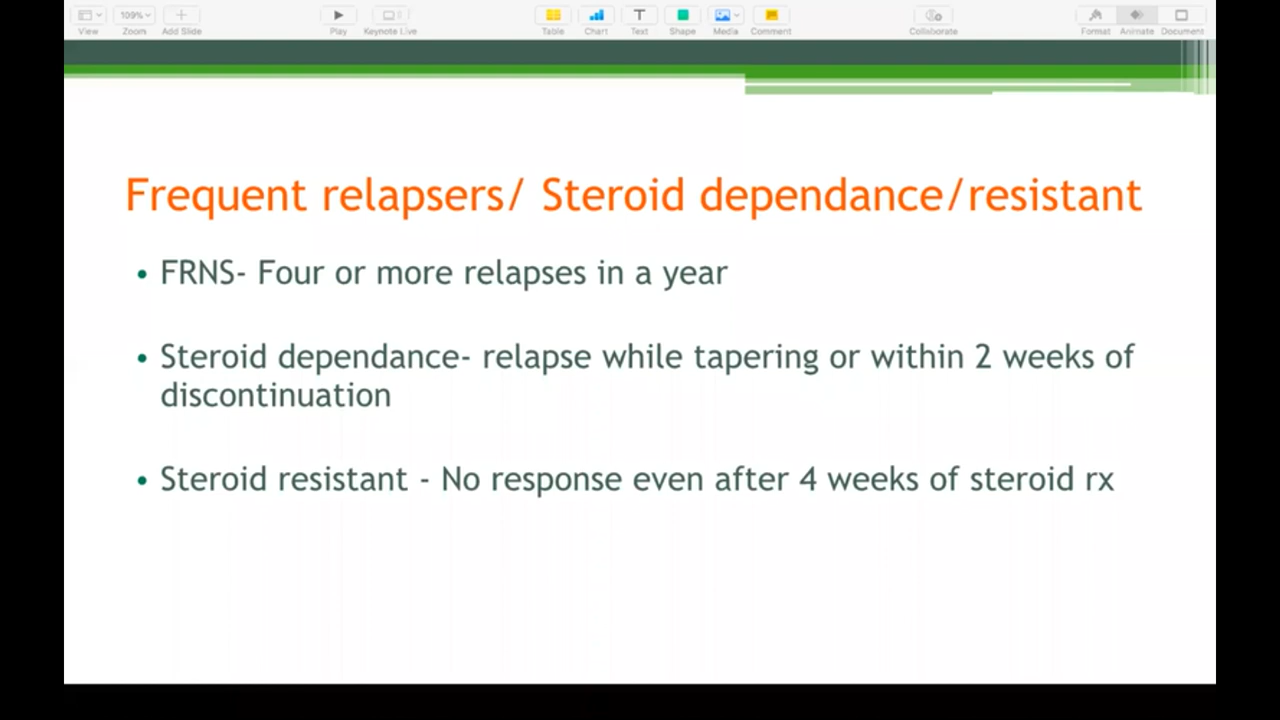 109%
View
Zoom
Add Slide
Play
Keynote Live
Table
Chart
Text
Shape
Media
Comment
Collaborate
Format
Animate
Document
Frequent relapsers/ Steroid dependance/resistant
• FRNS- Four or more relapses in a year
• Steroid dependance- relapse while tapering or within 2 weeks of
discontinuation
• Steroid resistant - No response even after 4 weeks of steroid rx